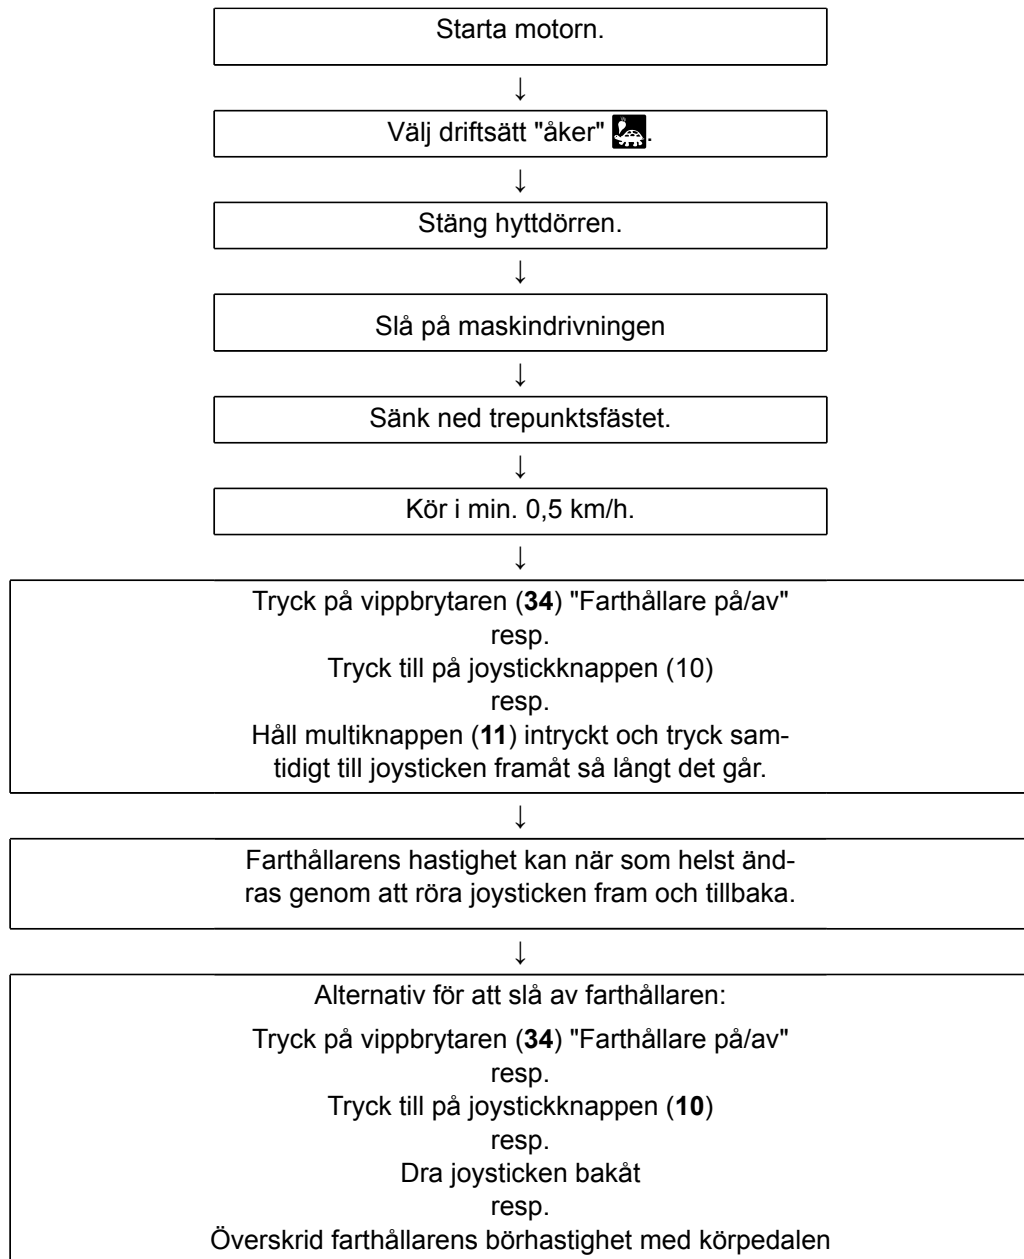 Starta motorn.
↓
Välj driftsätt "åker" .
↓
Stäng hyttdörren.
↓
Slå på maskindrivningen
↓
Sänk ned trepunktsfästet.
↓
Kör i min. 0,5 km/h.
↓
Tryck på vippbrytaren (34) "Farthållare på/av"
resp.
Tryck till på joystickknappen (10)
resp.
Håll multiknappen (11) intryckt och tryck sam-
tidigt till joysticken framåt så långt det går.
↓
Farthållarens hastighet kan när som helst änd-
ras genom att röra joysticken fram och tillbaka.
↓
Alternativ för att slå av farthållaren:
Tryck på vippbrytaren (34) "Farthållare på/av"
resp.
Tryck till på joystickknappen (10)
resp.
Dra joysticken bakåt
resp.
Överskrid farthållarens börhastighet med körpedalen